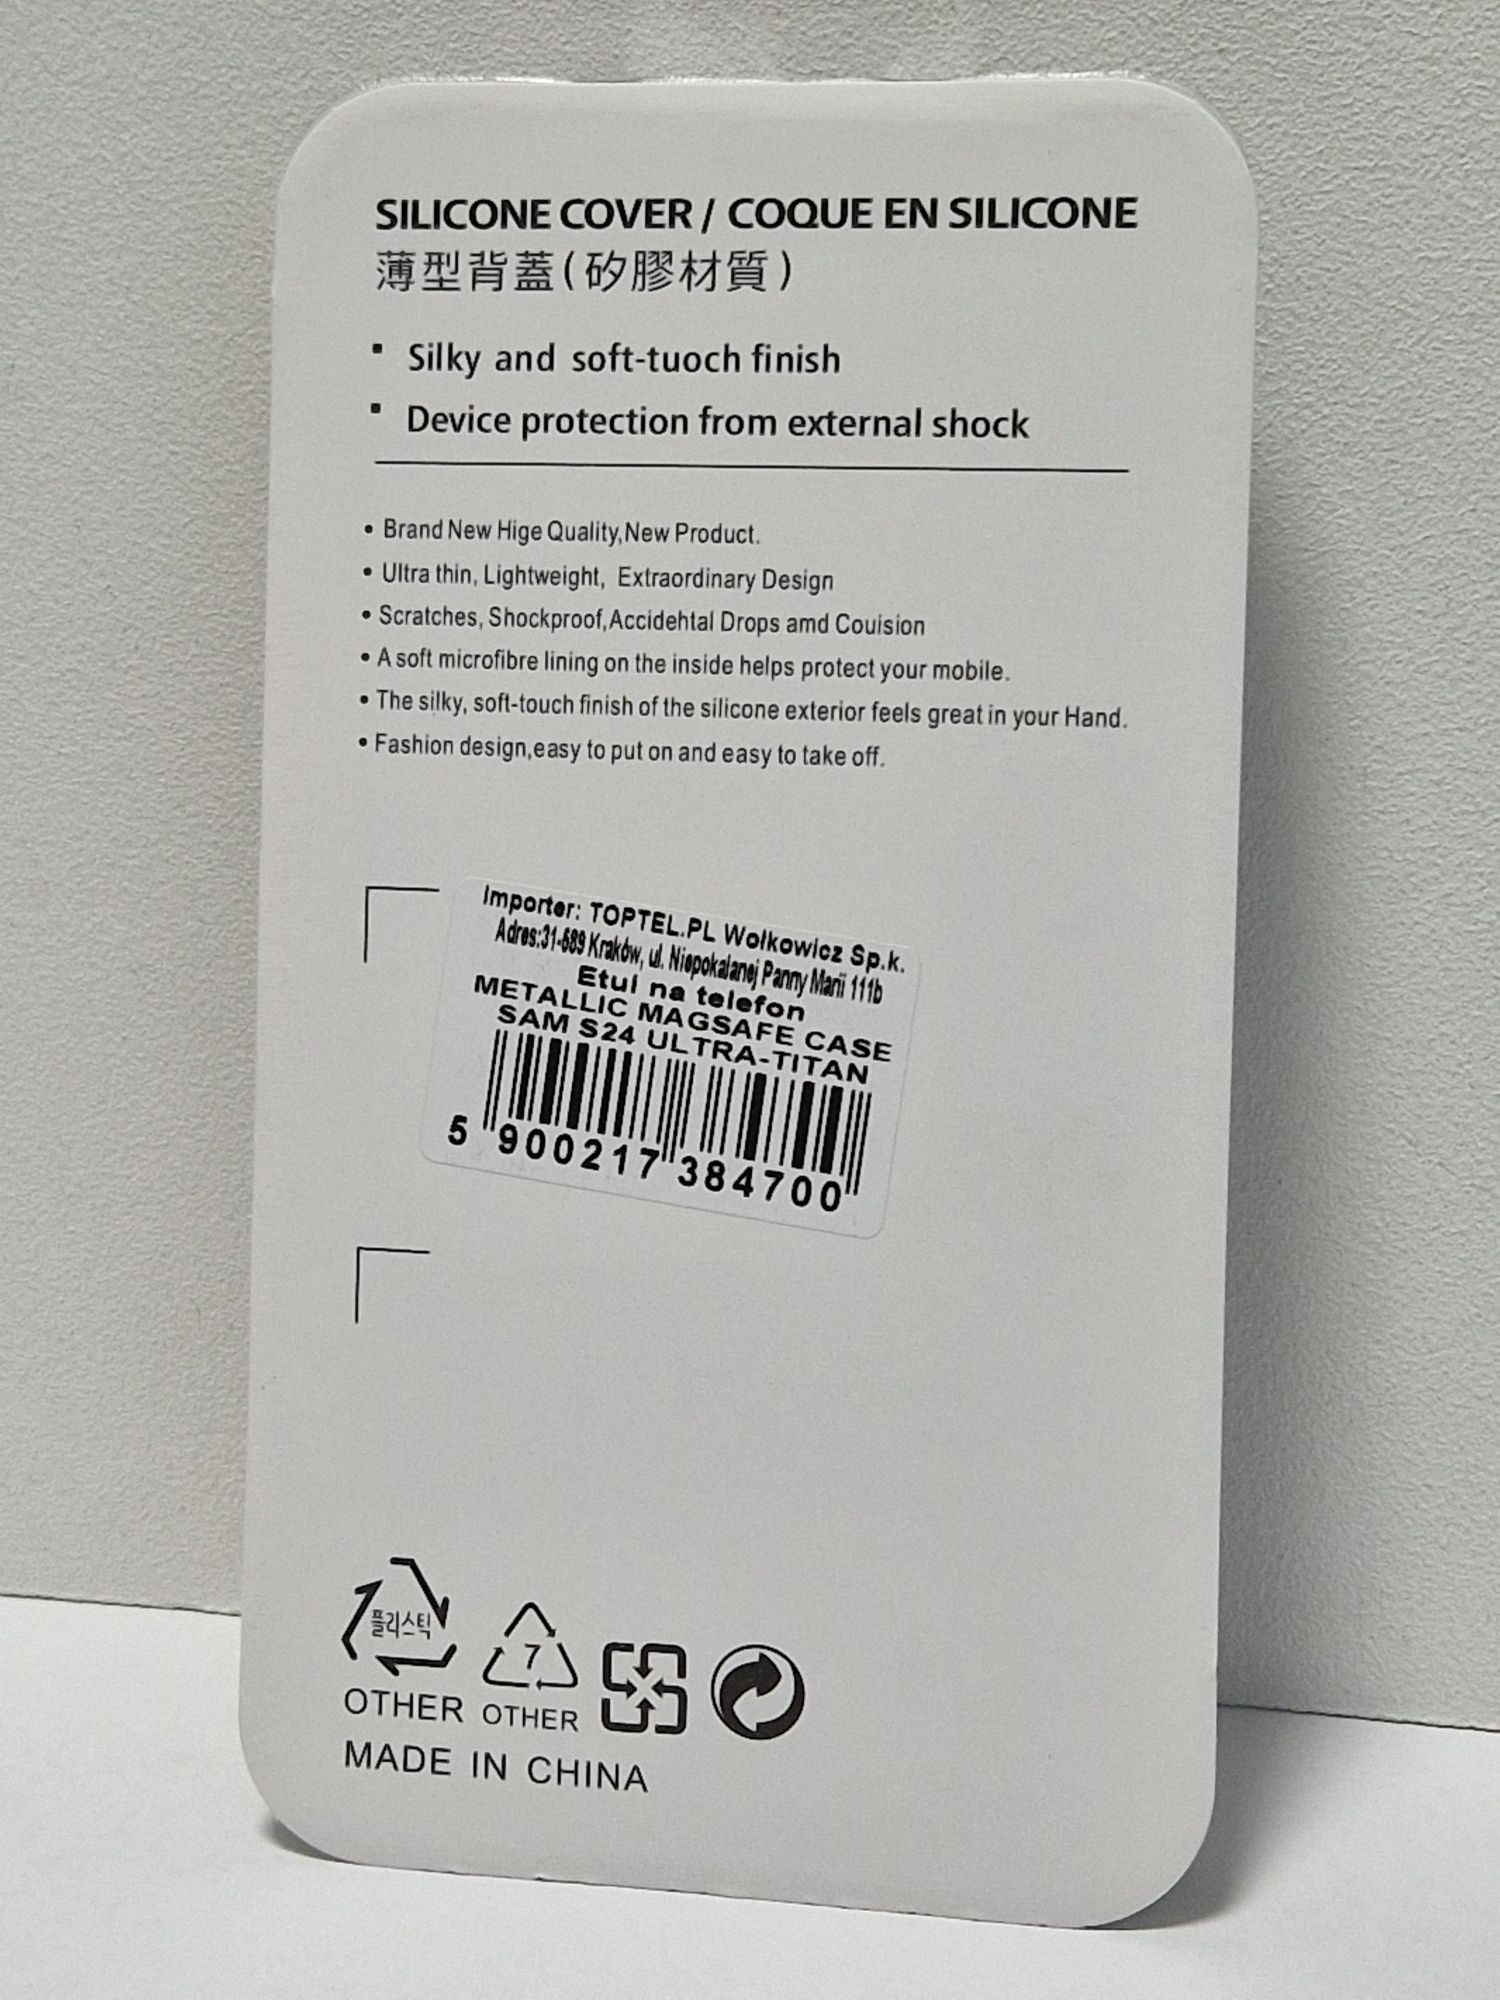 SILICONE COVER / COQUE EN SILICONE
薄型背蓋(矽膠材質)
▪ Silky and soft-tuoch finish
▪ Device protection from external shock
• Brand New Hige Quality,New Product.
• Ultra thin, Lightweight, Extraordinary Design
• Scratches, Shockproof,Accidehtal Drops amd Couision
• A soft microfibre lining on the inside helps protect your mobile.
• The silky, soft-touch finish of the silicone exterior feels great in your Hand.
• Fashion design,easy to put on and easy to take off.
Importer: TOPTEL.PL Wołkowicz Sp.k.
Adres:31-689 Kraków, ul. Niepokalanej Panny Marii 111b
Etui na telefon
METALLIC MAGSAFE CASE
SAM S24 ULTRA-TITAN
5 900217 384700
플리스틱
7
OTHER OTHER
MADE IN CHINA